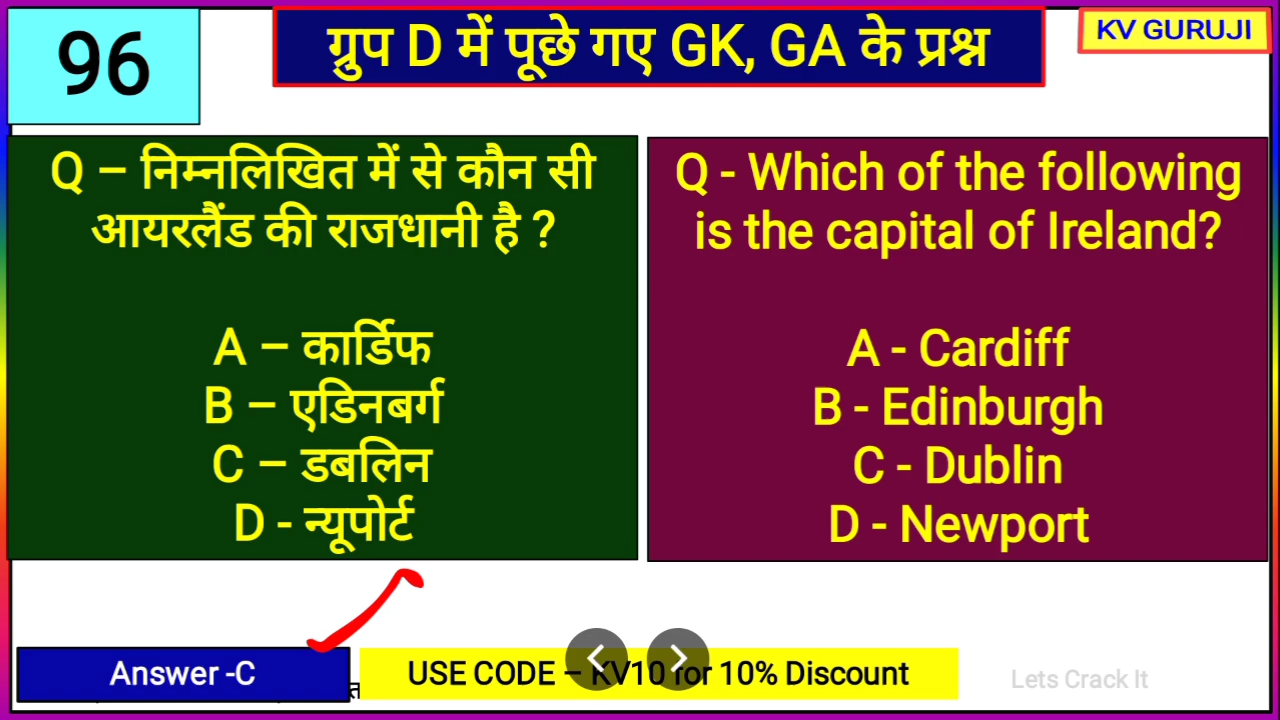 96
ग्रुप D में पूछे गए GK, GA के प्रश्न
KV GURUJI
Q – निम्नलिखित में से कौन सी
आयरलैंड की राजधानी है ?
A – कार्डिफ
B – एडिनबर्ग
C – डबलिन
D - न्यूपोर्ट
Q - Which of the following
is the capital of Ireland?
A - Cardiff
B - Edinburgh
C - Dublin
D - Newport
Answer -C
USE CODE – KV10 for 10% Discount
Lets Crack It